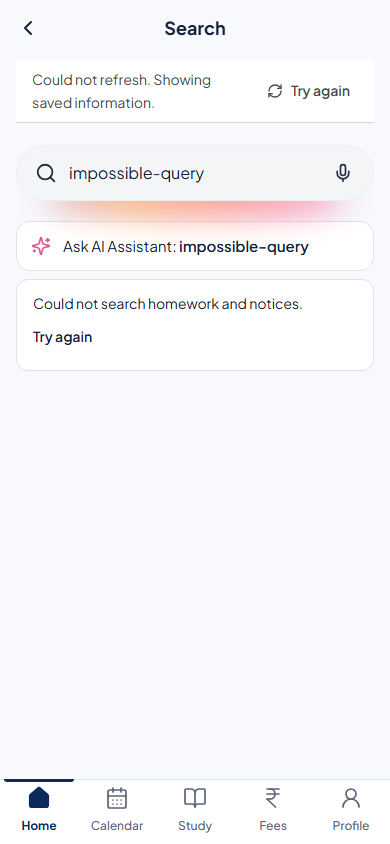 Search
Could not refresh. Showing
saved information.
Try again
impossible-query
Ask AI Assistant: impossible-query
Could not search homework and notices.
Try again
Home
Calendar
Study
Fees
Profile